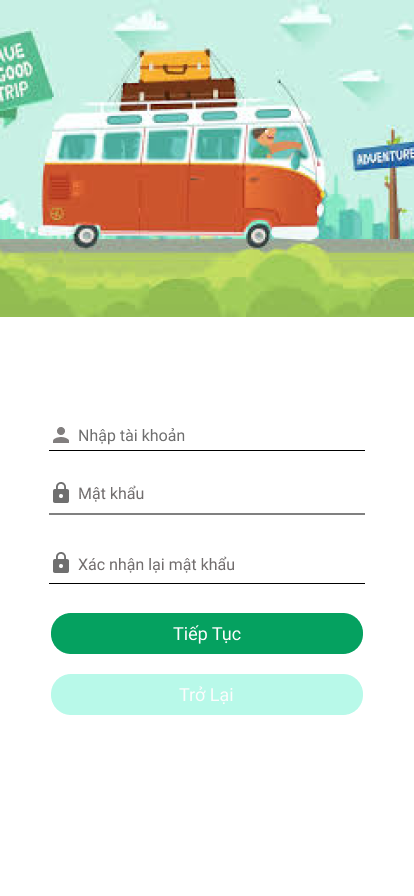 AVE
GOOD
TRIP
ADVENTURE
Nhập tài khoản
Mật khẩu
Xác nhận lại mật khẩu
Tiếp Tục
Trở Lại